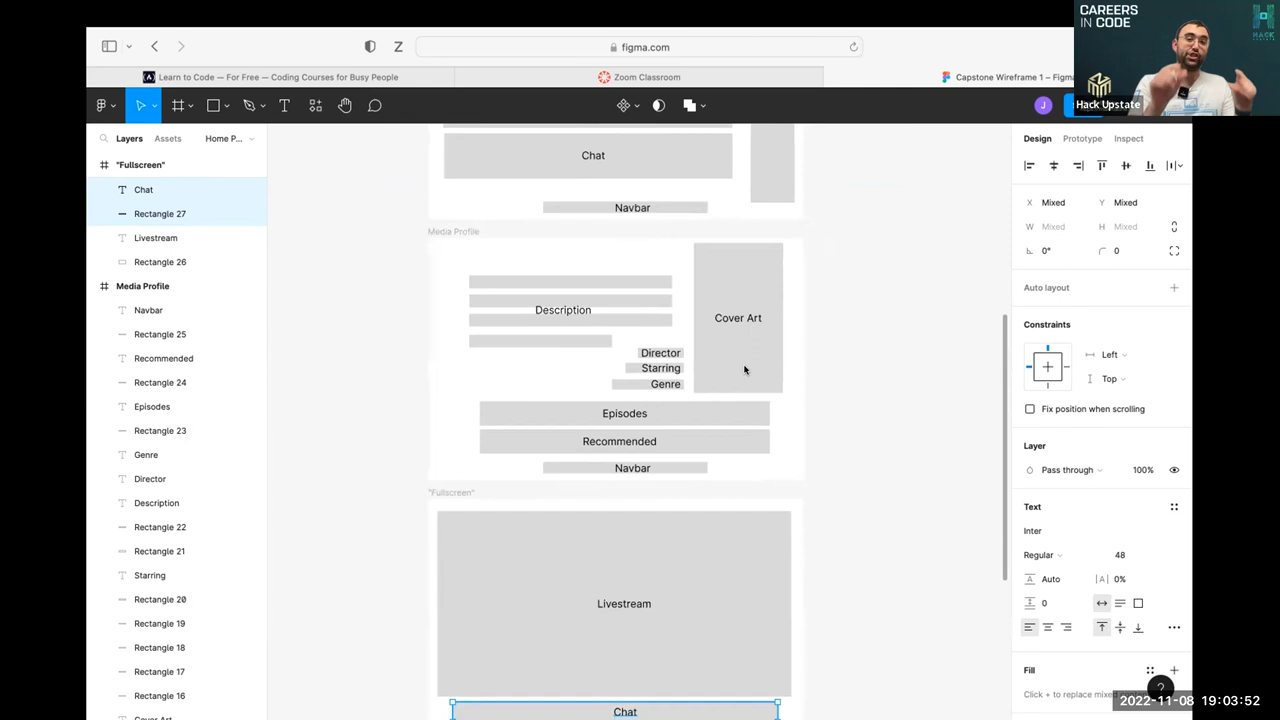 CAREERS
IN CODE
HACK
UPSTATE
Hack Upstate
figma.com
Learn to Code — For Free — Coding Courses for Busy People
Zoom Classroom
Capstone Wireframe 1 – Figma
J
Layers
Assets
Home P...
"Fullscreen"
Chat
Rectangle 27
Livestream
Rectangle 26
Media Profile
Navbar
Rectangle 25
Recommended
Rectangle 24
Episodes
Rectangle 23
Genre
Director
Description
Rectangle 22
Rectangle 21
Starring
Rectangle 20
Rectangle 19
Rectangle 18
Rectangle 17
Rectangle 16
Cover Art
Chat
Navbar
Media Profile
Description
Cover Art
Director
Starring
Genre
Episodes
Recommended
Navbar
"Fullscreen"
Livestream
Chat
Design
Prototype
Inspect
X Mixed
Y Mixed
W Mixed
H Mixed
0°
0
Auto layout
Constraints
Left
Top
Fix position when scrolling
Layer
Pass through
100%
Text
Inter
Regular
48
Auto
0%
0
Fill
Click + to replace mixed
?
2022-11-08 19:03:52